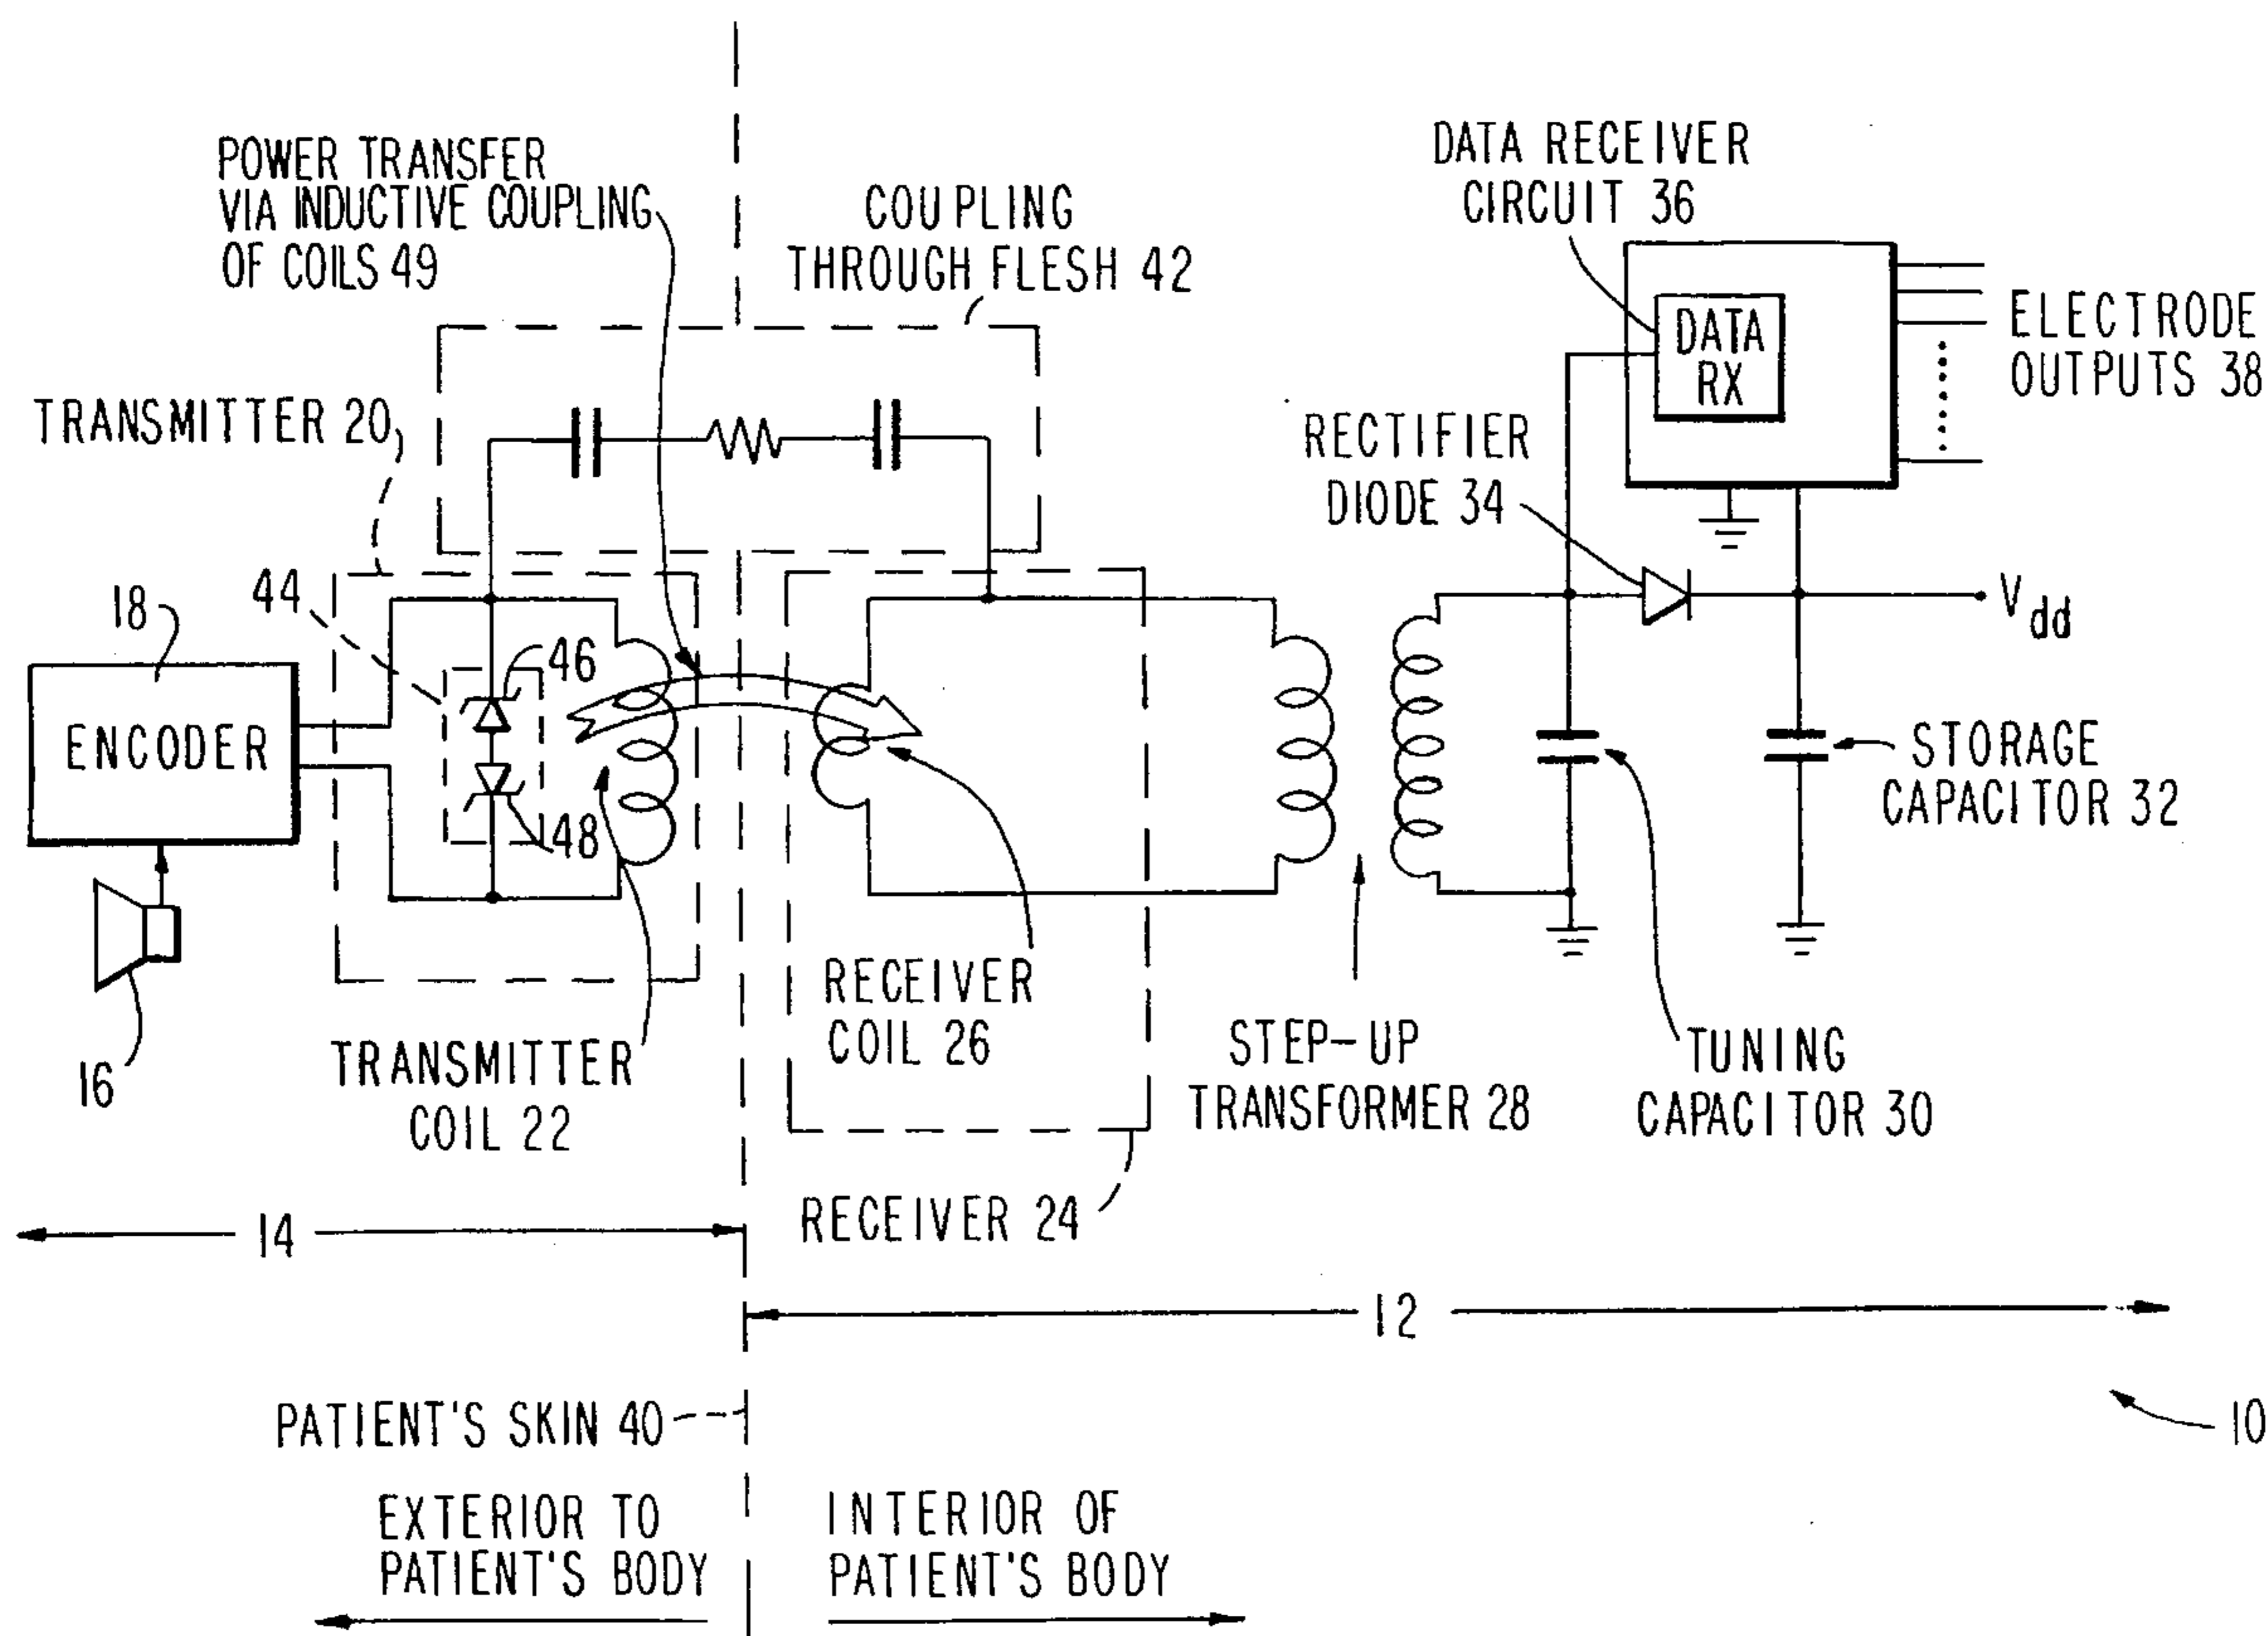 POWER TRANSFER
VIA INDUCTIVE COUPLING
OF COILS 49
COUPLING
THROUGH FLESH 42
DATA RECEIVER
CIRCUIT 36
DATA
RX
ELECTRODE
OUTPUTS 38
TRANSMITTER 20
RECTIFIER
DIODE 34
18
44
46
48
ENCODER
Vdd
STORAGE
CAPACITOR 32
16
TRANSMITTER
COIL 22
RECEIVER
COIL 26
STEP-UP
TRANSFORMER 28
TUNING
CAPACITOR 30
RECEIVER 24
14
12
PATIENT'S SKIN 40
10
EXTERIOR TO
PATIENT'S BODY
INTERIOR OF
PATIENT'S BODY